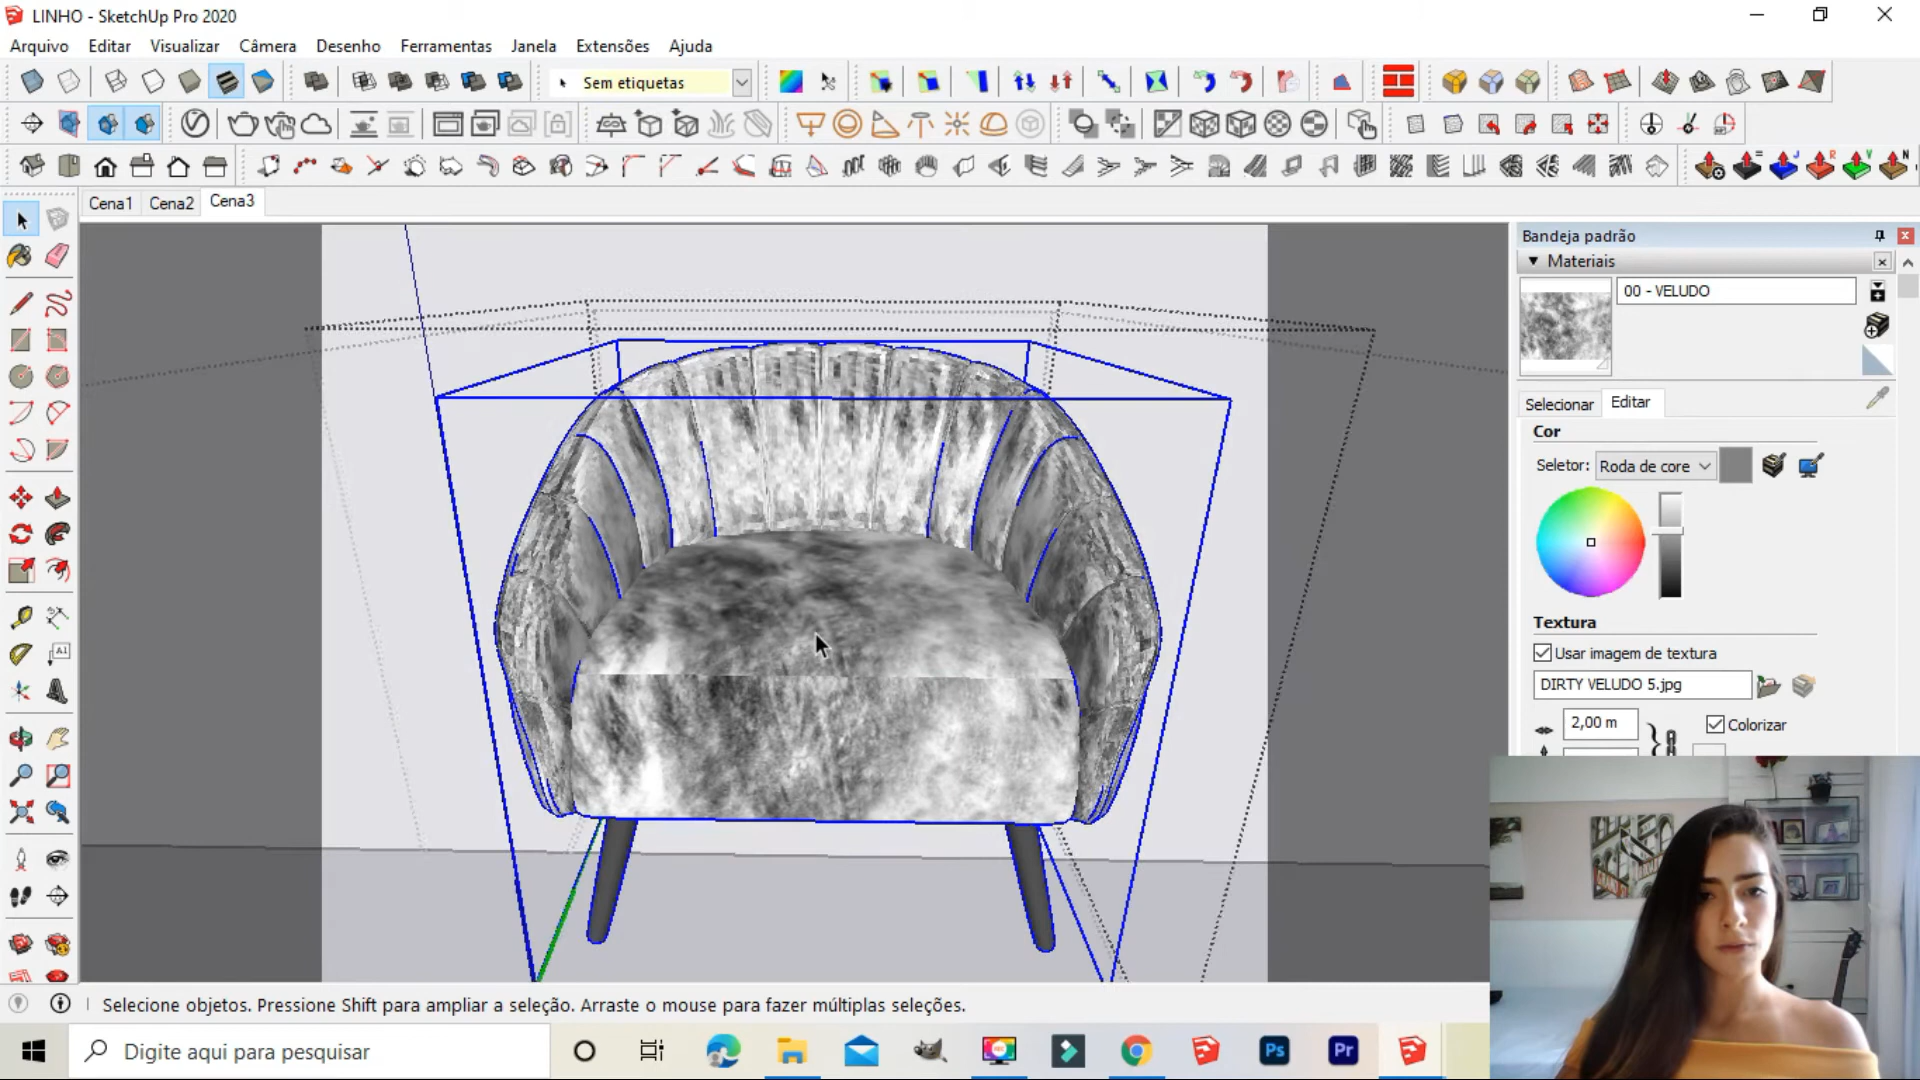 LINHO - SketchUp Pro 2020
Arquivo Editar Visualizar Câmera Desenho Ferramentas Janela Extensões Ajuda
Sem etiquetas
Cena1 Cena2 Cena3
Bandeja padrão
Materiais
00 - VELUDO
Selecionar Editar
Cor
Seletor: Roda de core
Textura
Usar imagem de textura
DIRTY VELUDO 5.jpg
2,00 m
Colorizar
Selecione objetos. Pressione Shift para ampliar a seleção. Arraste o mouse para fazer múltiplas seleções.
Digite aqui para pesquisar
Ps
Pr